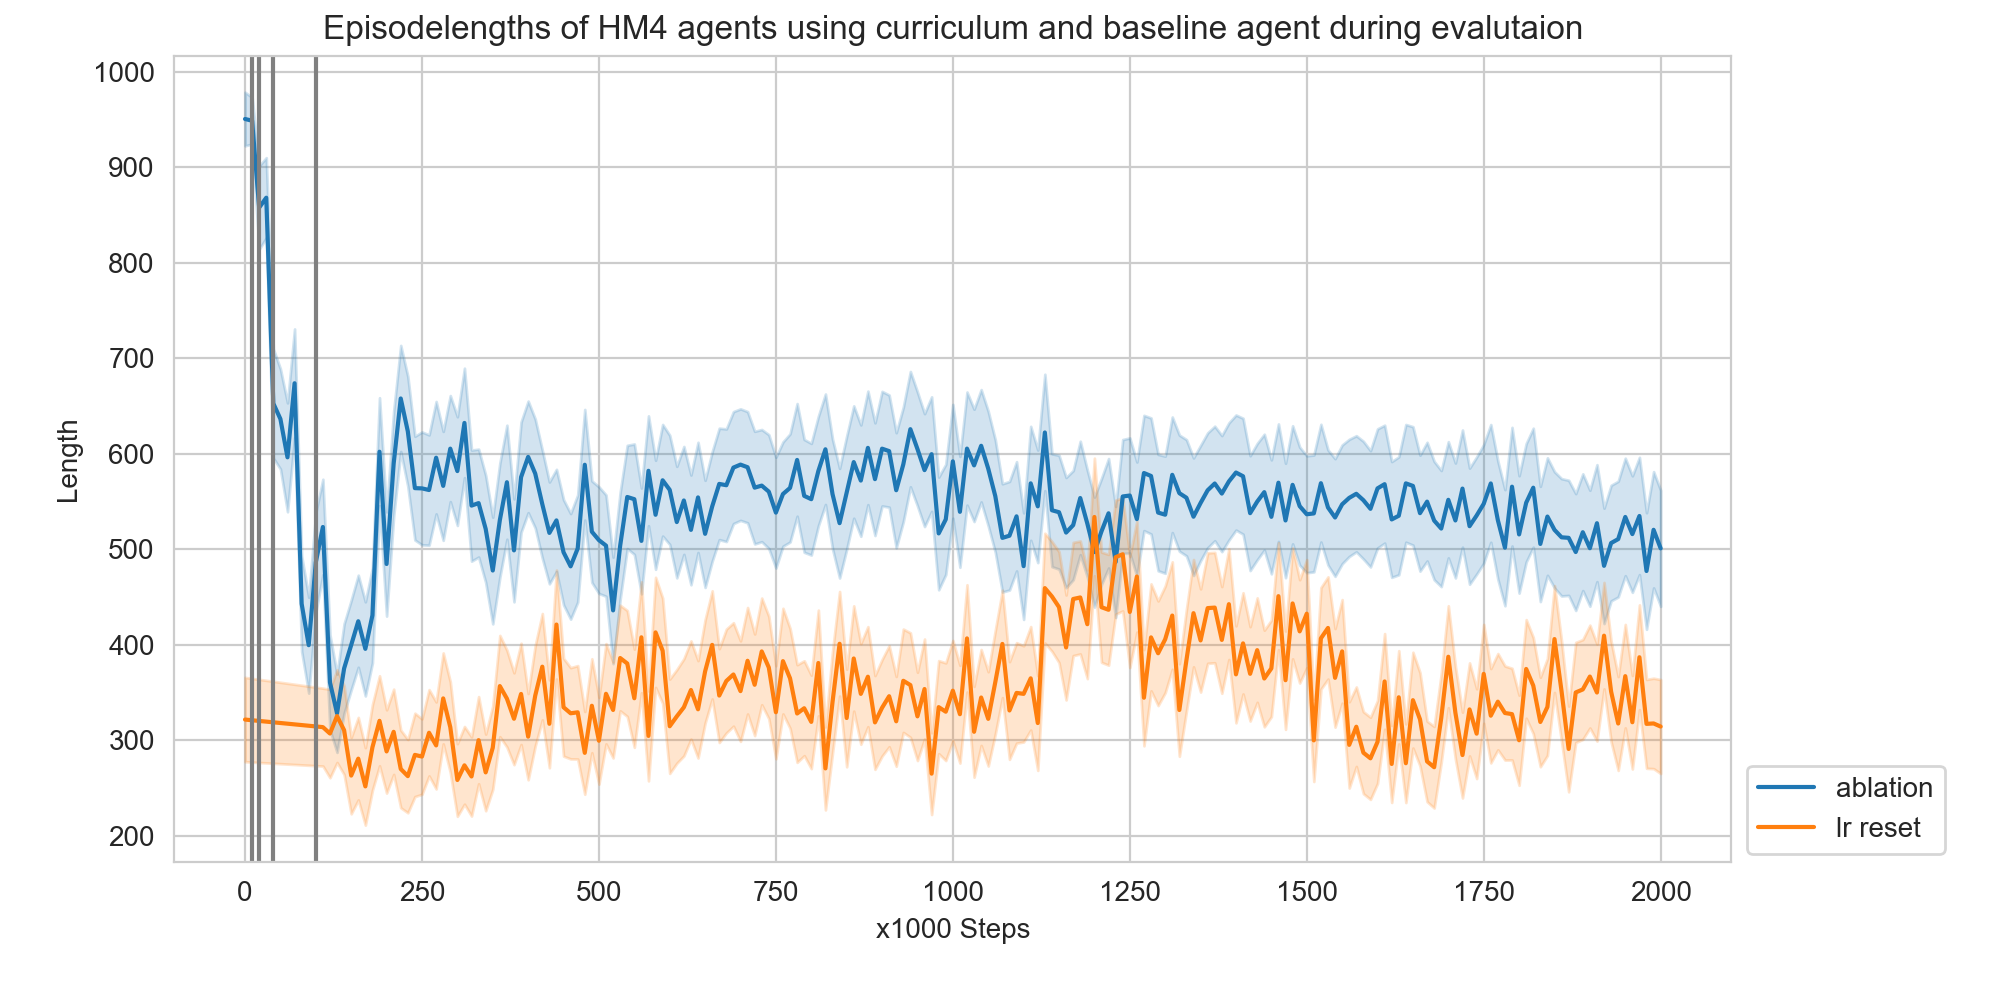 Episodelengths of HM4 agents using curriculum and baseline agent during evalutaion
1000
900
800
700
600
500
400
300
200
Length
0 250 500 750 1000 1250 1500 1750 2000
x1000 Steps
ablation
lr reset